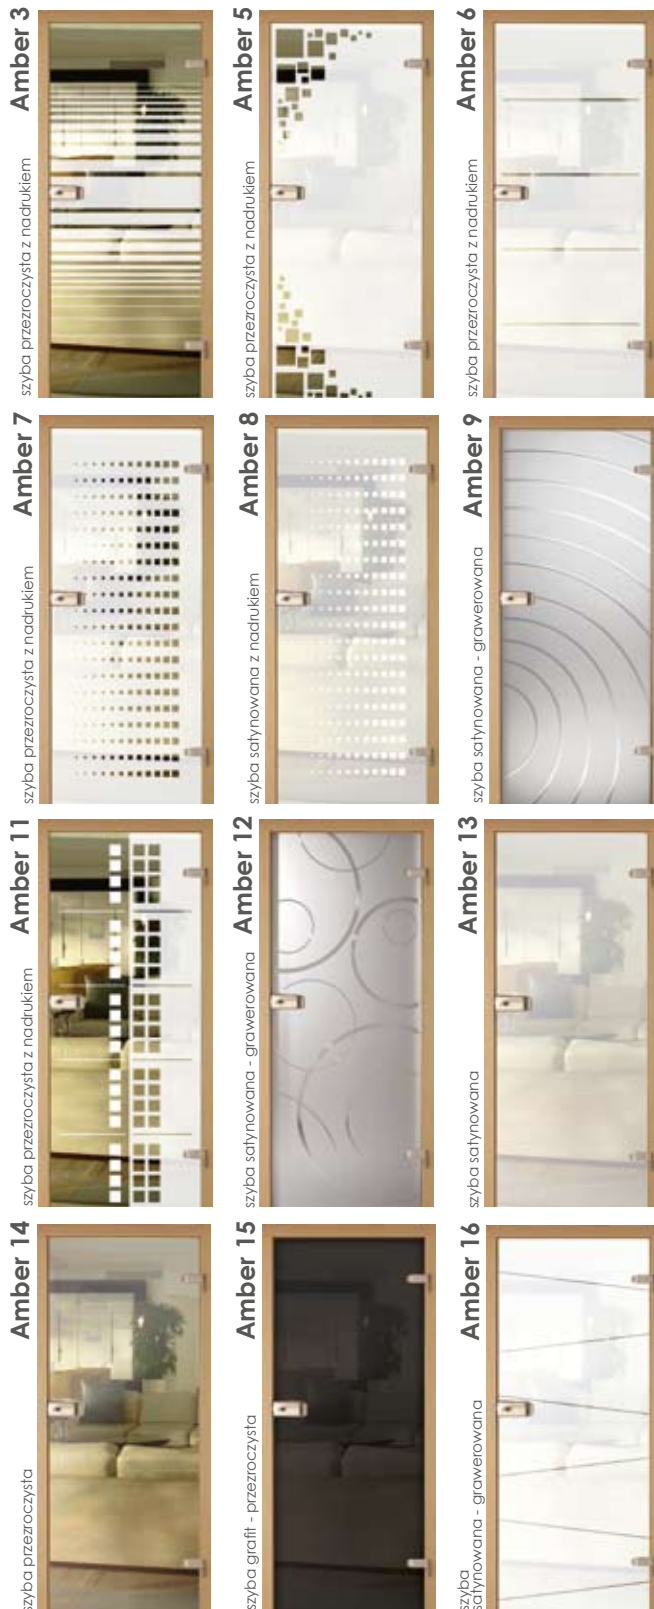 Amber 3
szyba przezroczysta z nadrukiem
Amber 5
szyba przezroczysta z nadrukiem
Amber 6
szyba przezroczysta z nadrukiem
Amber 7
szyba przezroczysta z nadrukiem
Amber 8
szyba satynowana z nadrukiem
Amber 9
szyba satynowana - grawerowana
Amber 11
szyba przezroczysta z nadrukiem
Amber 12
szyba satynowana - grawerowana
Amber 13
szyba satynowana
Amber 14
szyba przezroczysta
Amber 15
szyba grafit - przezroczysta
Amber 16
szyba
satynowana - grawerowana